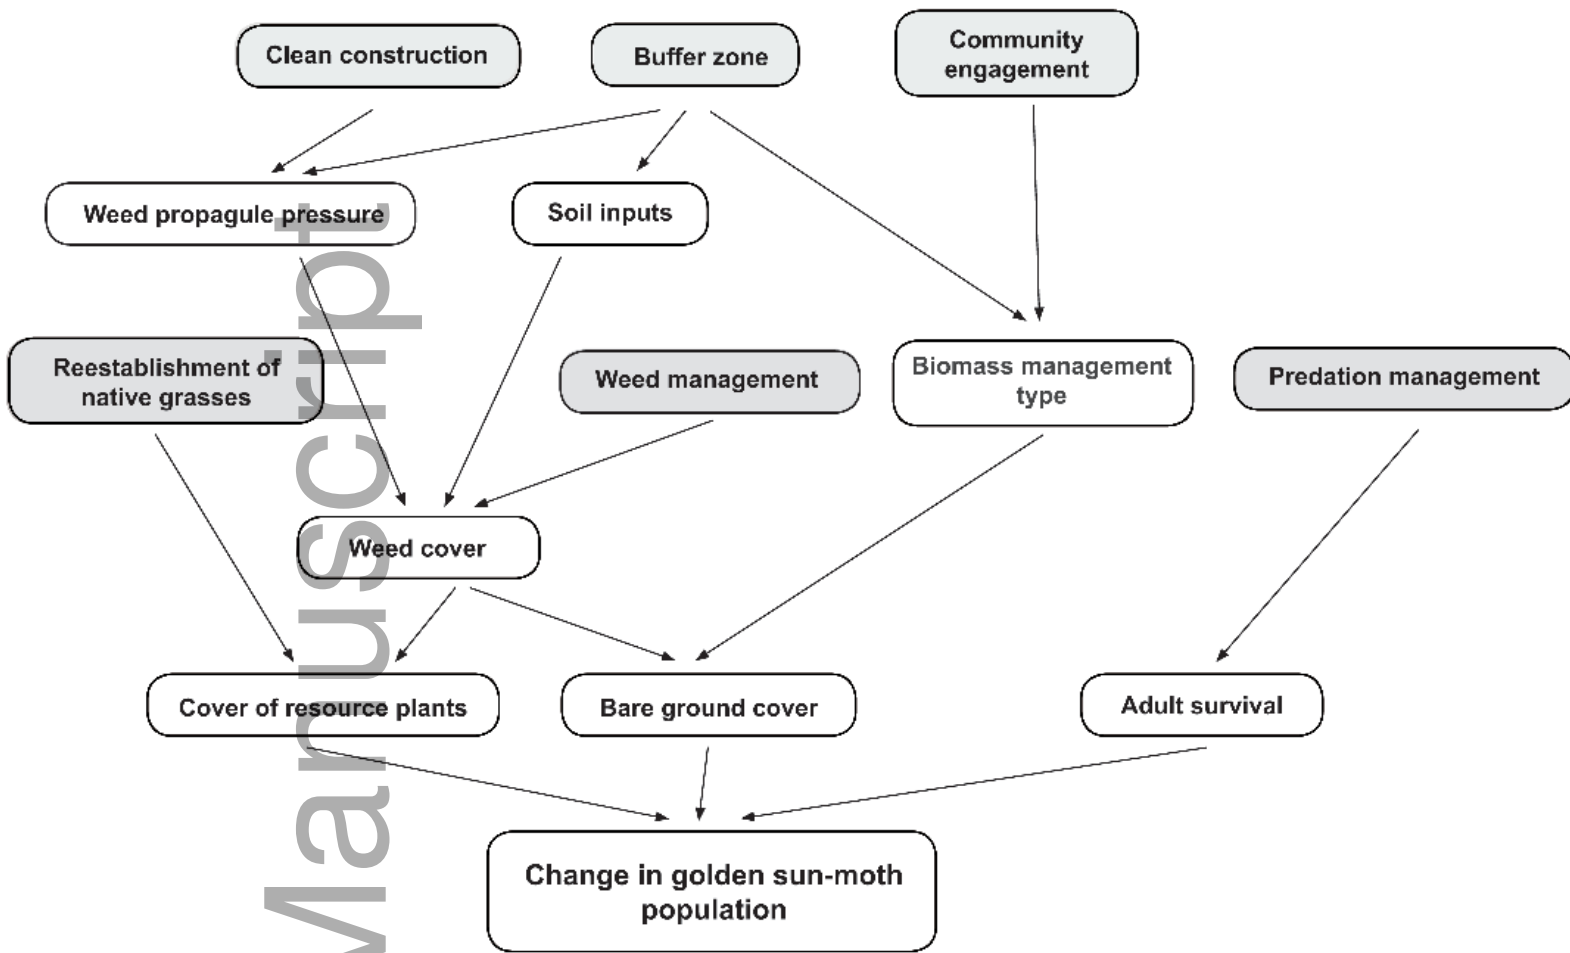 Clean construction
Buffer zone
Community
engagement
Weed propagule pressure
Soil inputs
Reestablishment of
native grasses
Weed management
Biomass management
type
Predation management
Weed cover
Cover of resource plants
Bare ground cover
Adult survival
Change in golden sun-moth
population
Manuscript